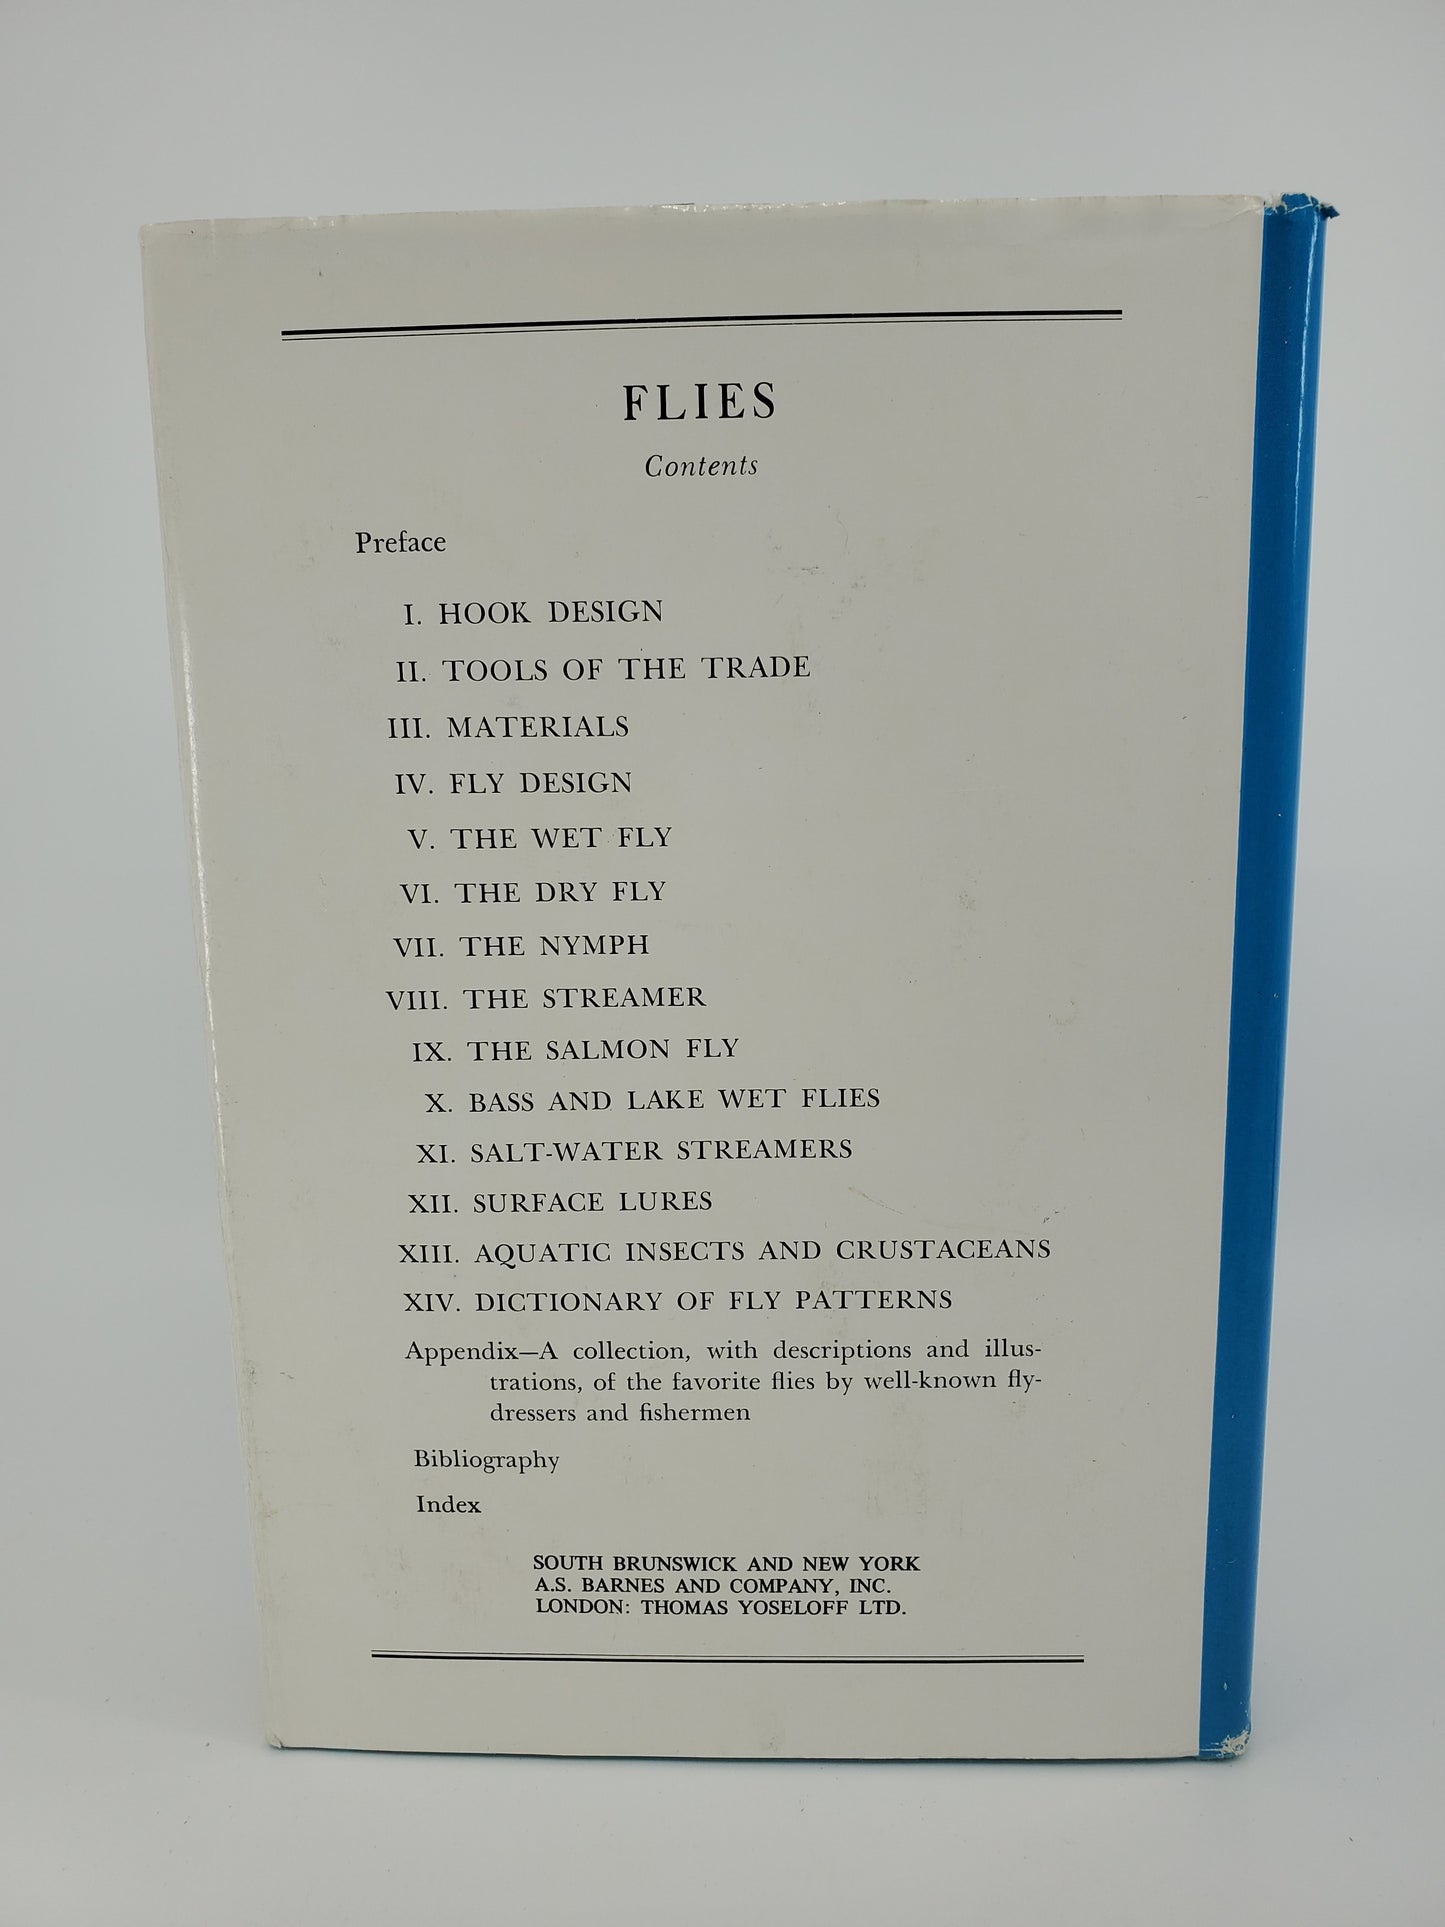 FLIES
Contents
Preface
I. HOOK DESIGN
II. TOOLS OF THE TRADE
III. MATERIALS
IV. FLY DESIGN
V. THE WET FLY
VI. THE DRY FLY
VII. THE NYMPH
VIII. THE STREAMER
IX. THE SALMON FLY
X. BASS AND LAKE WET FLIES
XI. SALT-WATER STREAMERS
XII. SURFACE LURES
XIII. AQUATIC INSECTS AND CRUSTACEANS
XIV. DICTIONARY OF FLY PATTERNS
Appendix—A collection, with descriptions and illus-
trations, of the favorite flies by well-known fly-
dressers and fishermen
Bibliography
Index
SOUTH BRUNSWICK AND NEW YORK
A.S. BARNES AND COMPANY, INC.
LONDON: THOMAS YOSELOFF LTD.